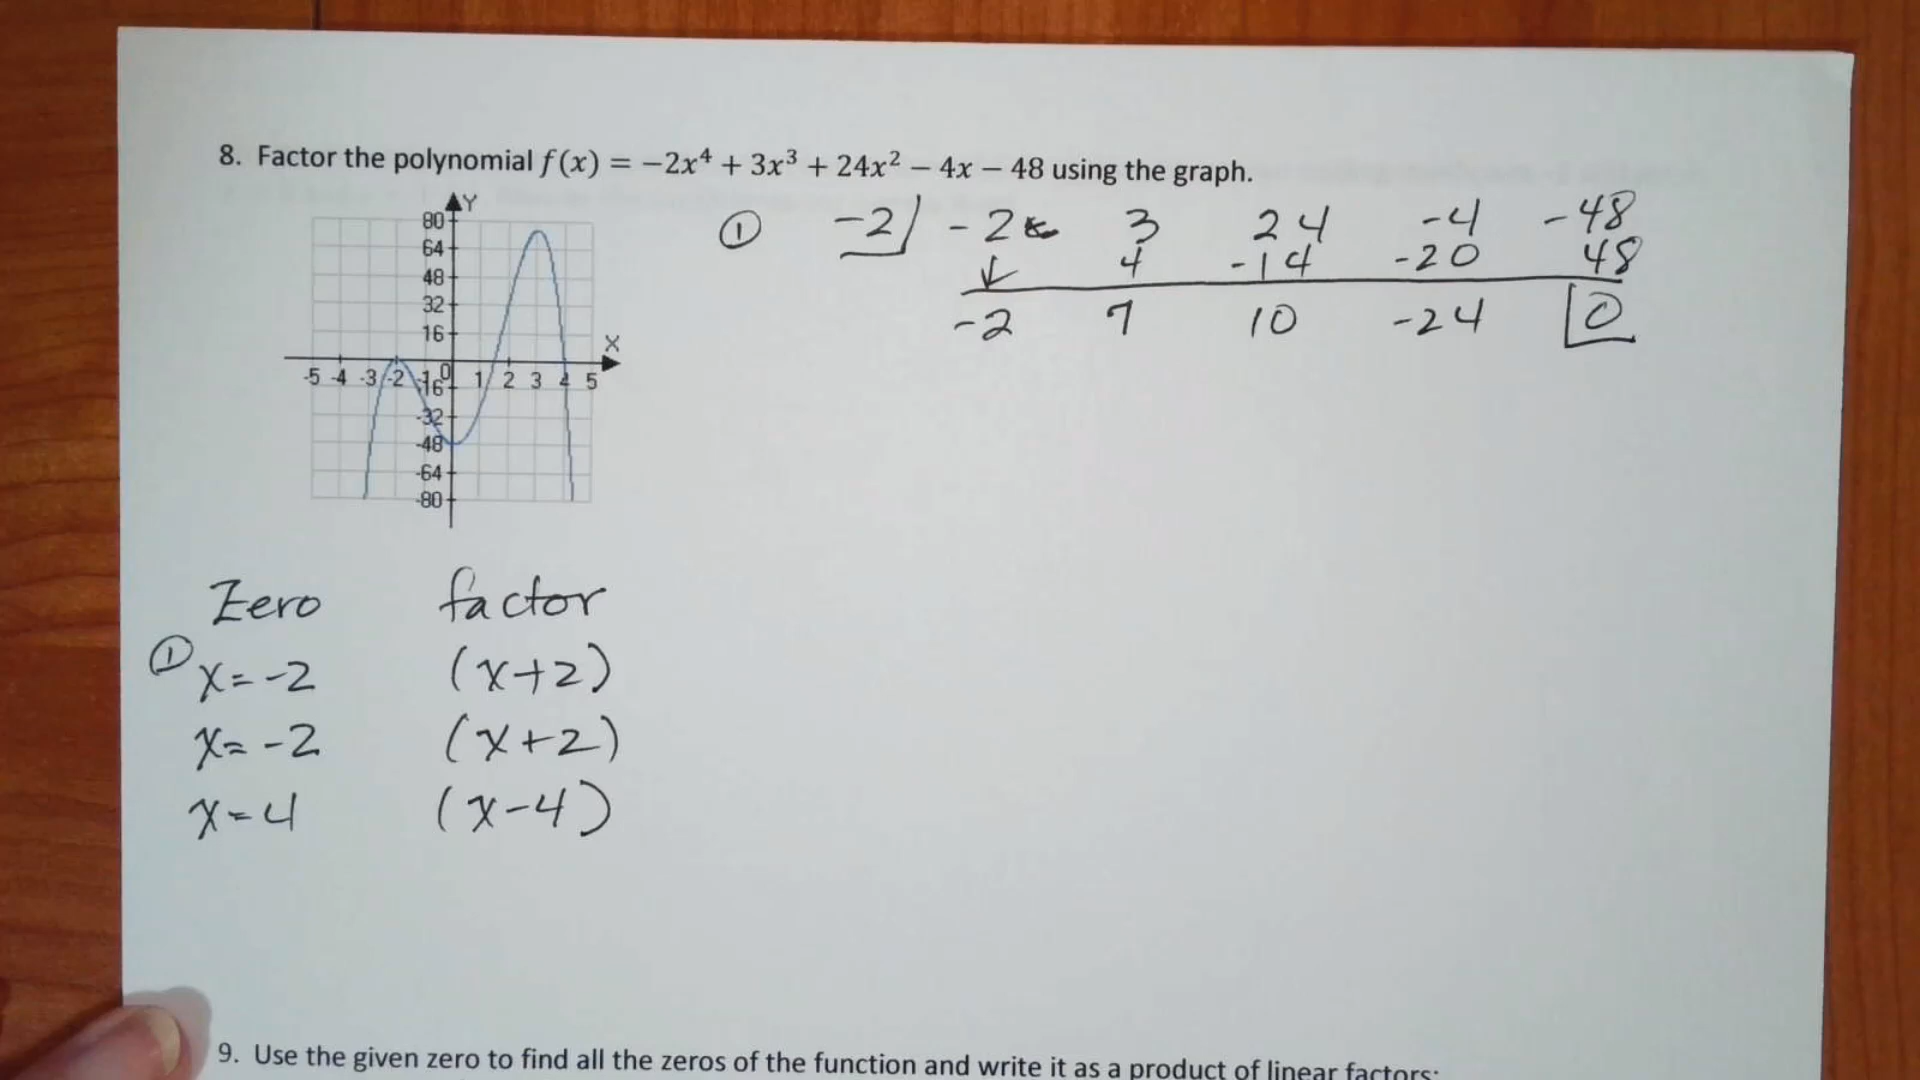 8. Factor the polynomial f(x) = −2x⁴ + 3x³ + 24x² − 4x − 48 using the graph.
Y
80
64
48
32
16
X
-5 -4 -3 -2 0 1 2 3 4 5
-16
-32
-48
-64
-80
① -2 -2 3 24 -4 -48
4 -14 -20 48
-2 7 10 -24 0
Zero factor
① x=-2 (x+2)
x=-2 (x+2)
x=4 (x-4)
9. Use the given zero to find all the zeros of the function and write it as a product of linear factors: